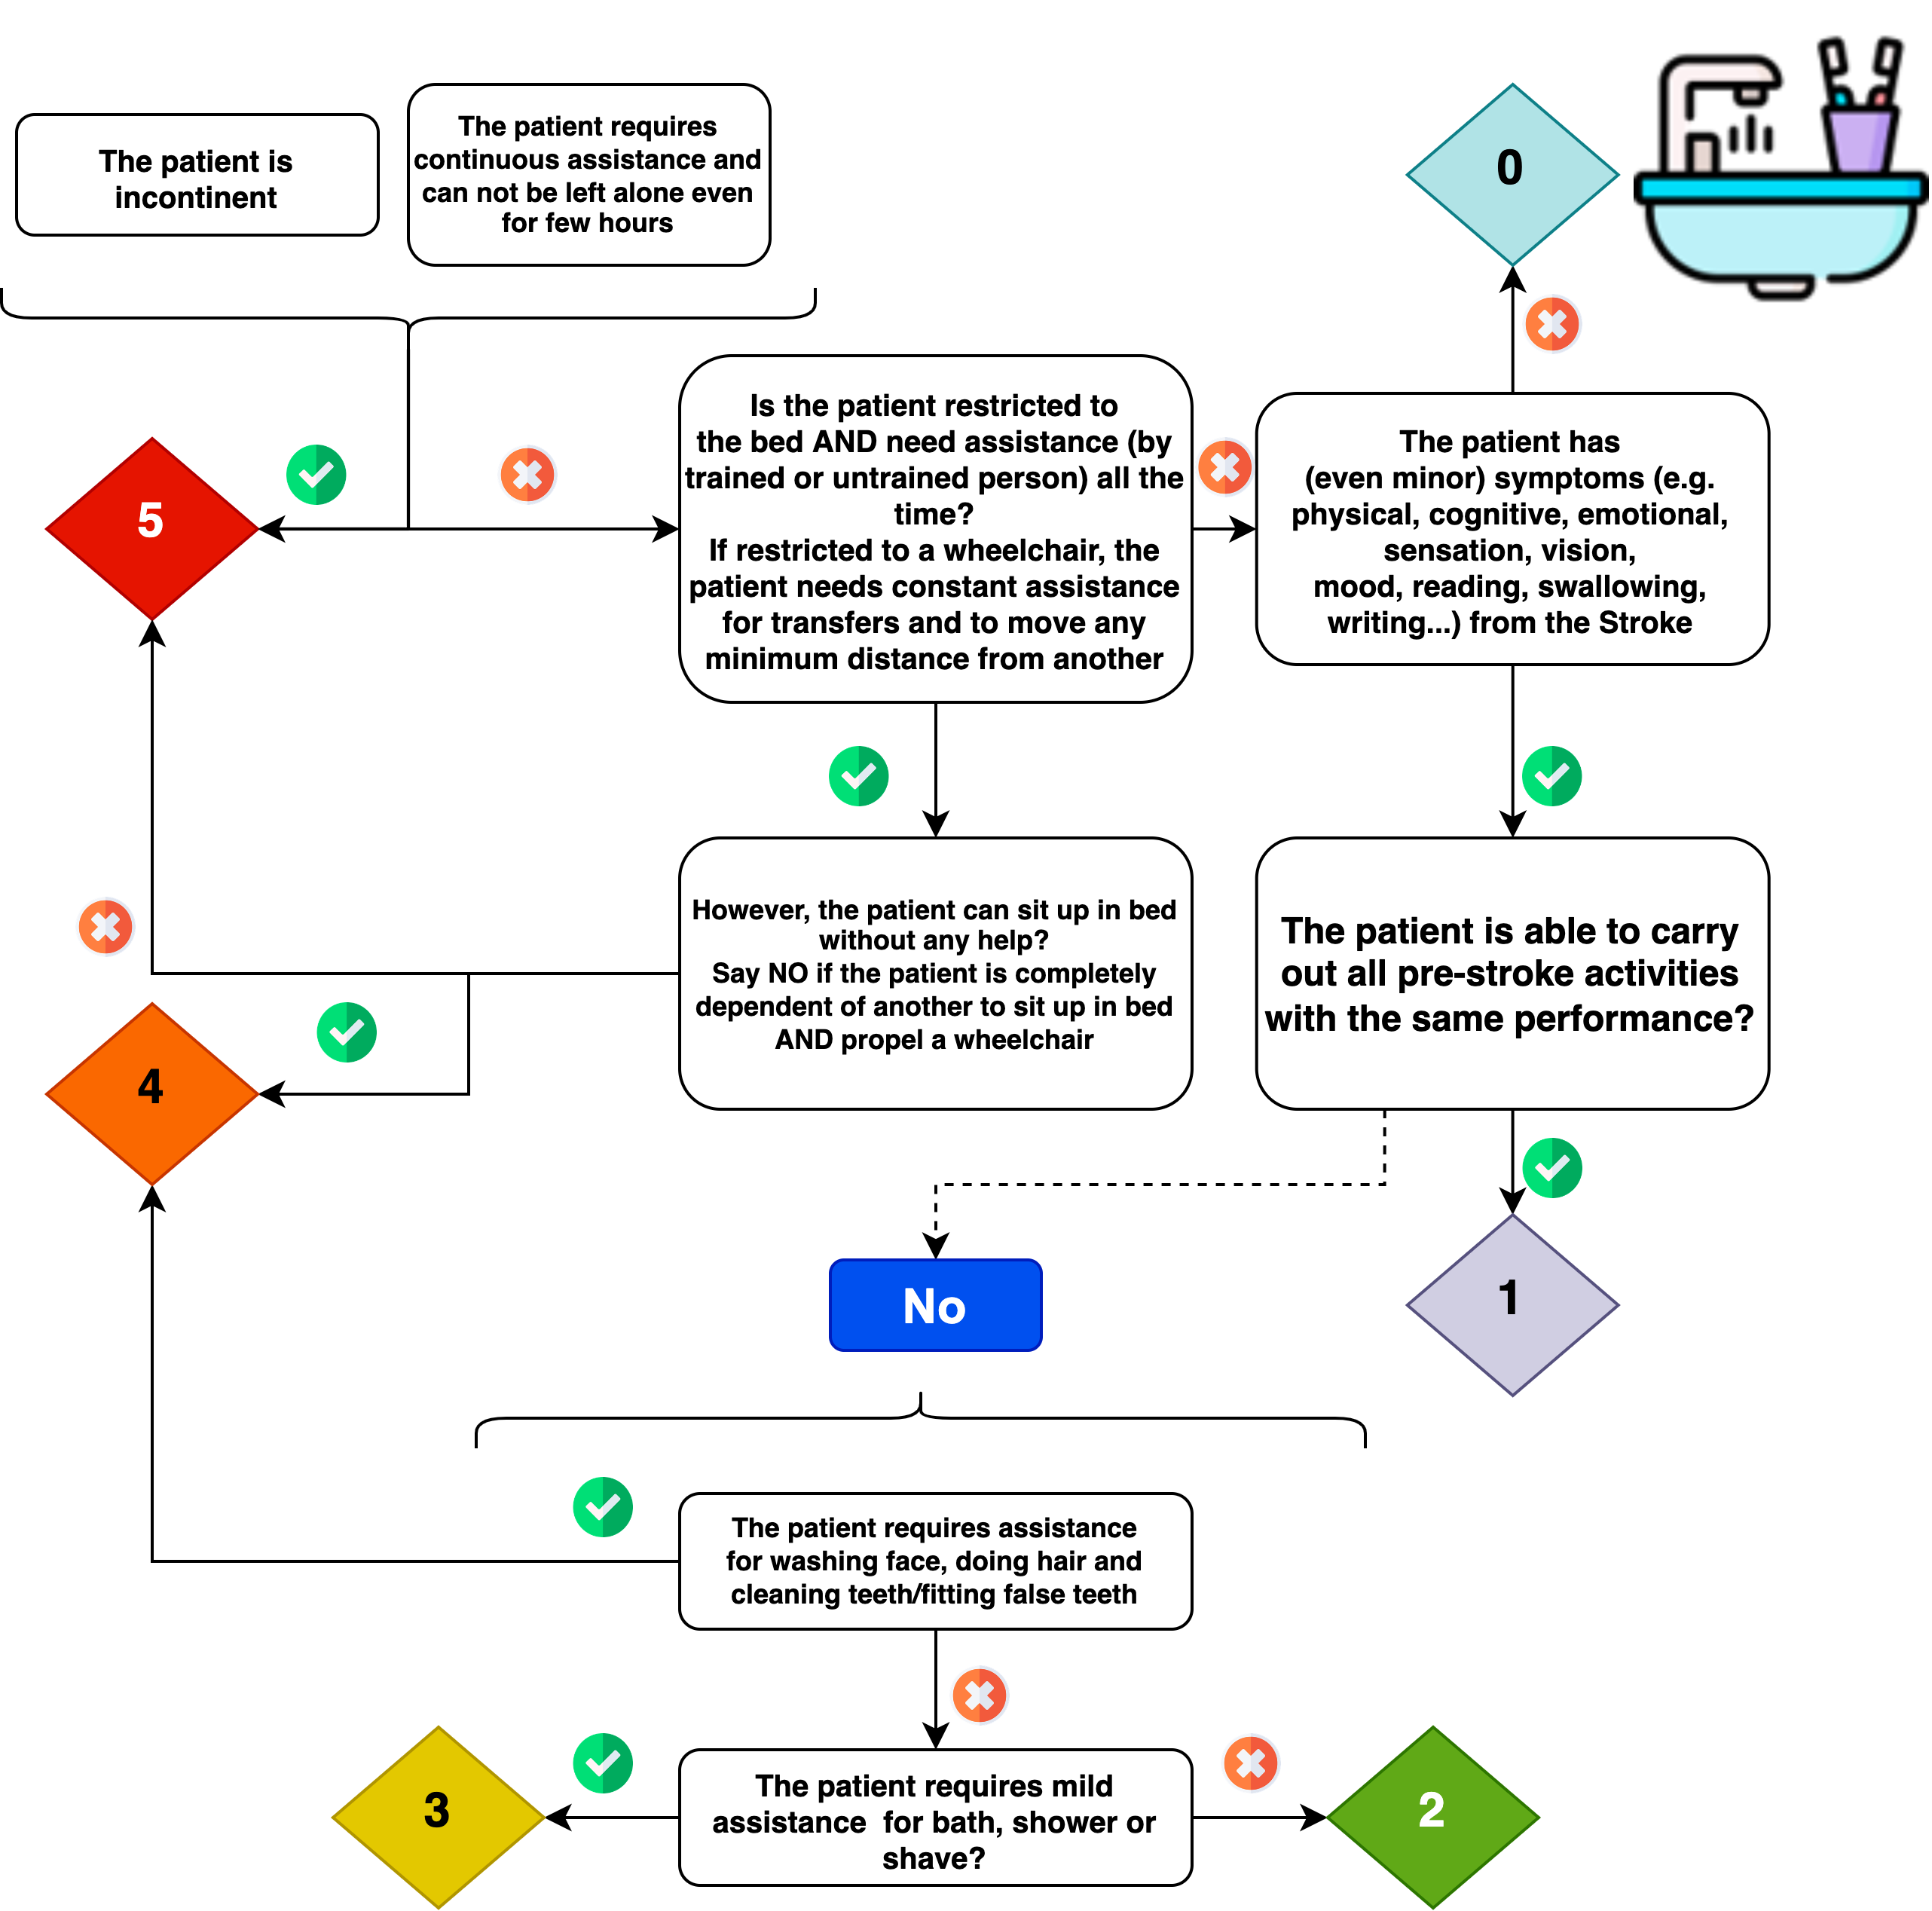 The patient is
incontinent
The patient requires
continuous assistance and
can not be left alone even
for few hours
0
Is the patient restricted to
the bed AND need assistance (by
trained or untrained person) all the
time?
If restricted to a wheelchair, the
patient needs constant assistance
for transfers and to move any
minimum distance from another
The patient has
(even minor) symptoms (e.g.
physical, cognitive, emotional,
sensation, vision,
mood, reading, swallowing,
writing...) from the Stroke
5
However, the patient can sit up in bed
without any help?
Say NO if the patient is completely
dependent of another to sit up in bed
AND propel a wheelchair
The patient is able to carry
out all pre-stroke activities
with the same performance?
4
No
1
The patient requires assistance
for washing face, doing hair and
cleaning teeth/fitting false teeth
3
The patient requires mild
assistance  for bath, shower or
shave?
2